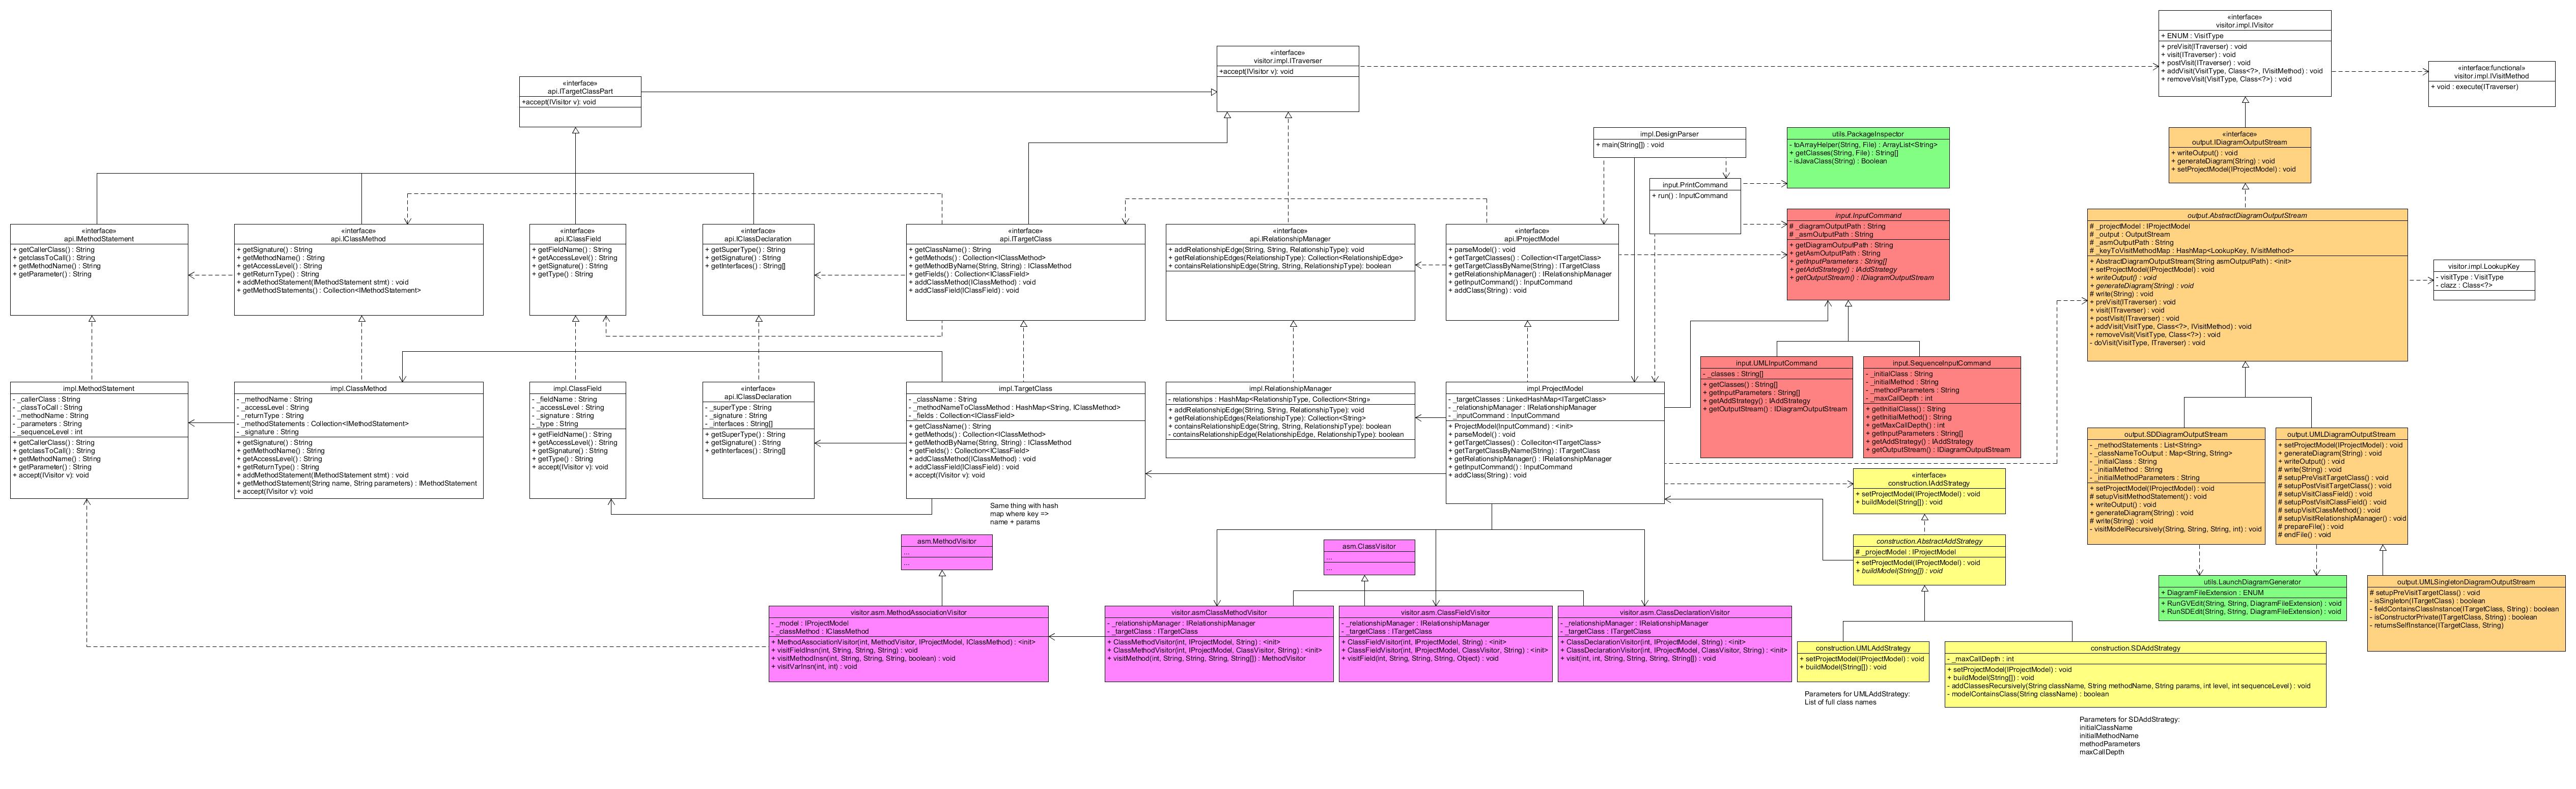 «interface»
visitor.impl.IVisitor
+ ENUM : VisitType
+ preVisit(ITraverser) : void
+ visit(ITraverser) : void
+ postVisit(ITraverser) : void
+ addVisit(VisitType, Class<?>, IVisitMethod) : void
+ removeVisit(VisitType, Class<?>) : void
«interface»
visitor.impl.ITraverser
+accept(IVisitor v): void
«interface:functional»
visitor.impl.IVisitMethod
+ void : execute(ITraverser)
«interface»
api.ITargetClassPart
+accept(IVisitor v): void
impl.DesignParser
+ main(String[]) : void
utils.PackageInspector
- toArrayHelper(String, File) : ArrayList<String>
+ getClasses(String, File) : String[]
- isJavaClass(String) : Boolean
«interface»
output.IDiagramOutputStream
+ writeOutput() : void
+ generateDiagram(String) : void
+ setProjectModel(IProjectModel) : void
input.PrintCommand
+ run() : InputCommand
«interface»
api.IMethodStatement
+ getCallerClass() : String
+ getclassToCall() : String
+ getMethodName() : String
+ getParameter() : String
«interface»
api.IClassMethod
+ getSignature() : String
+ getMethodName() : String
+ getAccessLevel() : String
+ getReturnType() : String
+ addMethodStatement(IMethodStatement stmt) : void
+ getMethodStatements() : Collection<IMethodStatement>
«interface»
api.IClassField
+ getFieldName() : String
+ getAccessLevel() : String
+ getSignature() : String
+ getType() : String
«interface»
api.IClassDeclaration
+ getSuperType() : String
+ getSignature() : String
+ getInterfaces() : String[]
«interface»
api.ITargetClass
+ getClassName() : String
+ getMethods() : Collection<IClassMethod>
+ getMethodByName(String, String) : IClassMethod
+ getFields() : Collection<IClassField>
+ addClassMethod(IClassMethod) : void
+ addClassField(IClassField) : void
«interface»
api.IRelationshipManager
+ addRelationshipEdge(String, String, RelationshipType): void
+ getRelationshipEdges(RelationshipType): Collection<RelationshipEdge>
+ containsRelationshipEdge(String, String, RelationshipType): boolean
«interface»
api.IProjectModel
+ parseModel() : void
+ getTargetClasses() : Collection<ITargetClass>
+ getTargetClassByName(String) : ITargetClass
+ getRelationshipManager() : IRelationshipManager
+ getInputCommand() : InputCommand
+ addClass(String) : void
input.InputCommand
# _diagramOutputPath : String
# _asmOutputPath : String
+ getDiagramOutputPath : String
+ getAsmOutputPath : String
+ getInputParameters : String[]
+ getAddStrategy() : IAddStrategy
+ getOutputStream() : IDiagramOutputStream
output.AbstractDiagramOutputStream
# _projectModel : IProjectModel
# _output : OutputStream
# _asmOutputPath : String
# _keyToVisitMethodMap : HashMap<LookupKey, IVisitMethod>
+ AbstractDiagramOutputStream(String asmOutputPath) : <init>
+ setProjectModel(IProjectModel) : void
+ writeOutput() : void
+ generateDiagram(String) : void
# write(String) : void
+ preVisit(ITraverser) : void
+ visit(ITraverser) : void
+ postVisit(ITraverser) : void
+ addVisit(VisitType, Class<?>, IVisitMethod) : void
+ removeVisit(VisitType, Class<?>) : void
- doVisit(VisitType, ITraverser) : void
visitor.impl.LookupKey
- visitType : VisitType
- clazz : Class<?>
impl.MethodStatement
- _callerClass : String
- _classToCall : String
- _methodName : String
- _parameters : String
- _sequenceLevel : int
+ getCallerClass() : String
+ getclassToCall() : String
+ getMethodName() : String
+ getParameter() : String
+ accept(IVisitor v): void
impl.ClassMethod
- _methodName : String
- _accessLevel : String
- _returnType : String
- _methodStatements : Collection<IMethodStatement>
- _signature : String
+ getSignature() : String
+ getMethodName() : String
+ getAccessLevel() : String
+ getReturnType() : String
+ addMethodStatement(IMethodStatement stmt) : void
+ getMethodStatement(String name, String parameters) : IMethodStatement
+ accept(IVisitor v): void
impl.ClassField
- _fieldName : String
- _accessLevel : String
- _signature : String
- _type : String
+ getFieldName() : String
+ getAccessLevel() : String
+ getSignature() : String
+ getType() : String
+ accept(IVisitor v): void
«interface»
api.IClassDeclaration
- _superType : String
- _signature : String
- _interfaces : String[]
+ getSuperType() : String
+ getSignature() : String
+ getInterfaces() : String[]
impl.TargetClass
- _className : String
- _methodNameToClassMethod : HashMap<String, IClassMethod>
- _fields : Collection<IClassField>
+ getClassName() : String
+ getMethods() : Collection<IClassMethod>
+ getMethodByName(String, String) : IClassMethod
+ getFields() : Collection<IClassField>
+ addClassMethod(IClassMethod) : void
+ addClassField(IClassField) : void
+ accept(IVisitor v): void
impl.RelationshipManager
- relationships : HashMap<RelationshipType, Collection<String>>
+ addRelationshipEdge(String, String, RelationshipType): void
+ getRelationshipEdges(RelationshipType): Collection<String>
+ containsRelationshipEdge(String, String, RelationshipType): boolean
- containsRelationshipEdge(RelationshipEdge, RelationshipType): boolean
impl.ProjectModel
- _targetClasses : LinkedHashMap<ITargetClass>
- _relationshipManager : IRelationshipManager
- _inputCommand : InputCommand
+ ProjectModel(InputCommand) : <init>
+ parseModel() : void
+ getTargetClasses() : Colleciton<ITargetClass>
+ getTargetClassByName(String) : ITargetClass
+ getRelationshipManager() : IRelationshipManager
+ getInputCommand() : InputCommand
+ addClass(String) : void
input.UMLInputCommand
- _classes : String[]
+ getClasses() : String[]
+ getInputParameters : String[]
+ getAddStrategy() : IAddStrategy
+ getOutputStream() : IDiagramOutputStream
input.SequenceInputCommand
- _initialClass : String
- _initialMethod : String
- _methodParameters : String
- _maxCallDepth : int
+ getInitialClass() : String
+ getInitialMethod() : String
+ getMaxCallDepth() : int
+ getInputParameters : String[]
+ getAddStrategy() : IAddStrategy
+ getOutputStream() : IDiagramOutputStream
output.SDDiagramOutputStream
- _methodStatements : List<String>
- _classNameToOutput : Map<String, String>
- _initialClass : String
- _initialMethod : String
- _initialMethodParameters : String
+ setProjectModel(IProjectModel) : void
# setupVisitMethodStatement() : void
+ writeOutput() : void
+ generateDiagram(String) : void
# write(String) : void
- visitModelRecursively(String, String, String, int) : void
output.UMLDiagramOutputStream
+ setProjectModel(IProjectModel) : void
+ generateDiagram(String) : void
+ writeOutput() : void
# write(String) : void
# setupPreVisitTargetClass() : void
# setupPostVisitTargetClass() : void
# setupVisitClassField() : void
# setupPostVisitClassField() : void
# setupVisitClassMethod() : void
# setupVisitRelationshipManager() : void
# prepareFile() : void
# endFile() : void
«interface»
construction.IAddStrategy
+ setProjectModel(IProjectModel) : void
+ buildModel(String[]) : void
Same thing with hash
map where key =>
name + params
asm.MethodVisitor
...
...
asm.ClassVisitor
...
...
construction.AbstractAddStrategy
# _projectModel : IProjectModel
+ setProjectModel(IProjectModel) : void
+ buildModel(String[]) : void
utils.LaunchDiagramGenerator
+ DiagramFileExtension : ENUM
+ RunGVEdit(String, String, DiagramFileExtension) : void
+ RunSDEdit(String, String, DiagramFileExtension) : void
output.UMLSingletonDiagramOutputStream
# setupPreVisitTargetClass() : void
- isSingleton(ITargetClass) : boolean
- fieldContainsClassInstance(ITargetClass, String) : boolean
- isConstructorPrivate(ITargetClass, String) : boolean
- returnsSelfInstance(ITargetClass, String)
visitor.asm.MethodAssociationVisitor
- _model : IProjectModel
- _classMethod : IClassMethod
+ MethodAssociationVisitor(int, MethodVisitor, IProjectModel, IClassMethod) : <init>
+ visitFieldInsn(int, String, String, String) : void
+ visitMethodInsn(int, String, String, String, boolean) : void
+ visitVarInsn(int, int) : void
visitor.asmClassMethodVisitor
- _relationshipManager : IRelationshipManager
- _targetClass : ITargetClass
+ ClassMethodVisitor(int, IProjectModel, String) : <init>
+ ClassMethodVisitor(int, IProjectModel, ClassVisitor, String) : <init>
+ visitMethod(int, String, String, String, String[]) : MethodVisitor
visitor.asm.ClassFieldVisitor
- _relationshipManager : IRelationshipManager
- _targetClass : ITargetClass
+ ClassFieldVisitor(int, IProjectModel, String) : <init>
+ ClassFieldVisitor(int, IProjectModel, ClassVisitor, String) : <init>
+ visitField(int, String, String, String, Object) : void
visitor.asm.ClassDeclarationVisitor
- _relationshipManager : IRelationshipManager
- _targetClass : ITargetClass
+ ClassDeclarationVisitor(int, IProjectModel, String) : <init>
+ ClassDeclarationVisitor(int, IProjectModel, ClassVisitor, String) : <init>
+ visit(int, int, String, String, String, String[]) : void
construction.UMLAddStrategy
+ setProjectModel(IProjectModel) : void
+ buildModel(String[]) : void
construction.SDAddStrategy
- _maxCallDepth : int
+ setProjectModel(IProjectModel) : void
+ buildModel(String[]) : void
- addClassesRecursively(String className, String methodName, String params, int level, int sequenceLevel) : void
- modelContainsClass(String className) : boolean
Parameters for UMLAddStrategy:
List of full class names
Parameters for SDAddStrategy:
initialClassName
initialMethodName
methodParameters
maxCallDepth